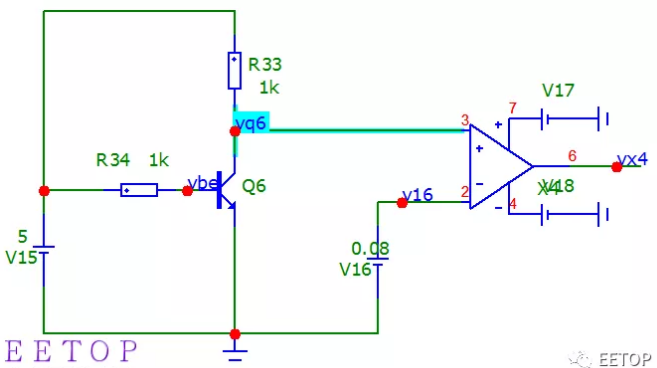 R33
1k
V17
7
vq6
3
+
+
R34 1k
6
vx4
vbe
Q6
-
V18
X4
v16
2
-
4
5
0.08
V15
V16
EETOP
EETOP